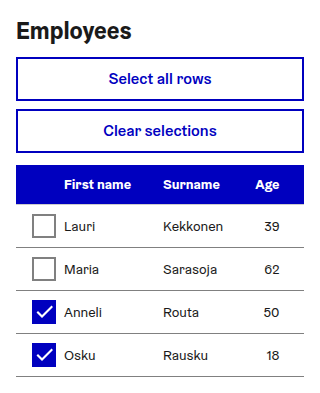 Employees
Select all rows
Clear selections
First name Surname Age
Lauri Kekkonen 39
Maria Sarasoja 62
Anneli Routa 50
Osku Rausku 18